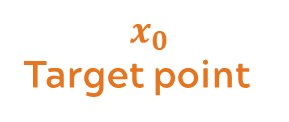 x₀
Target point